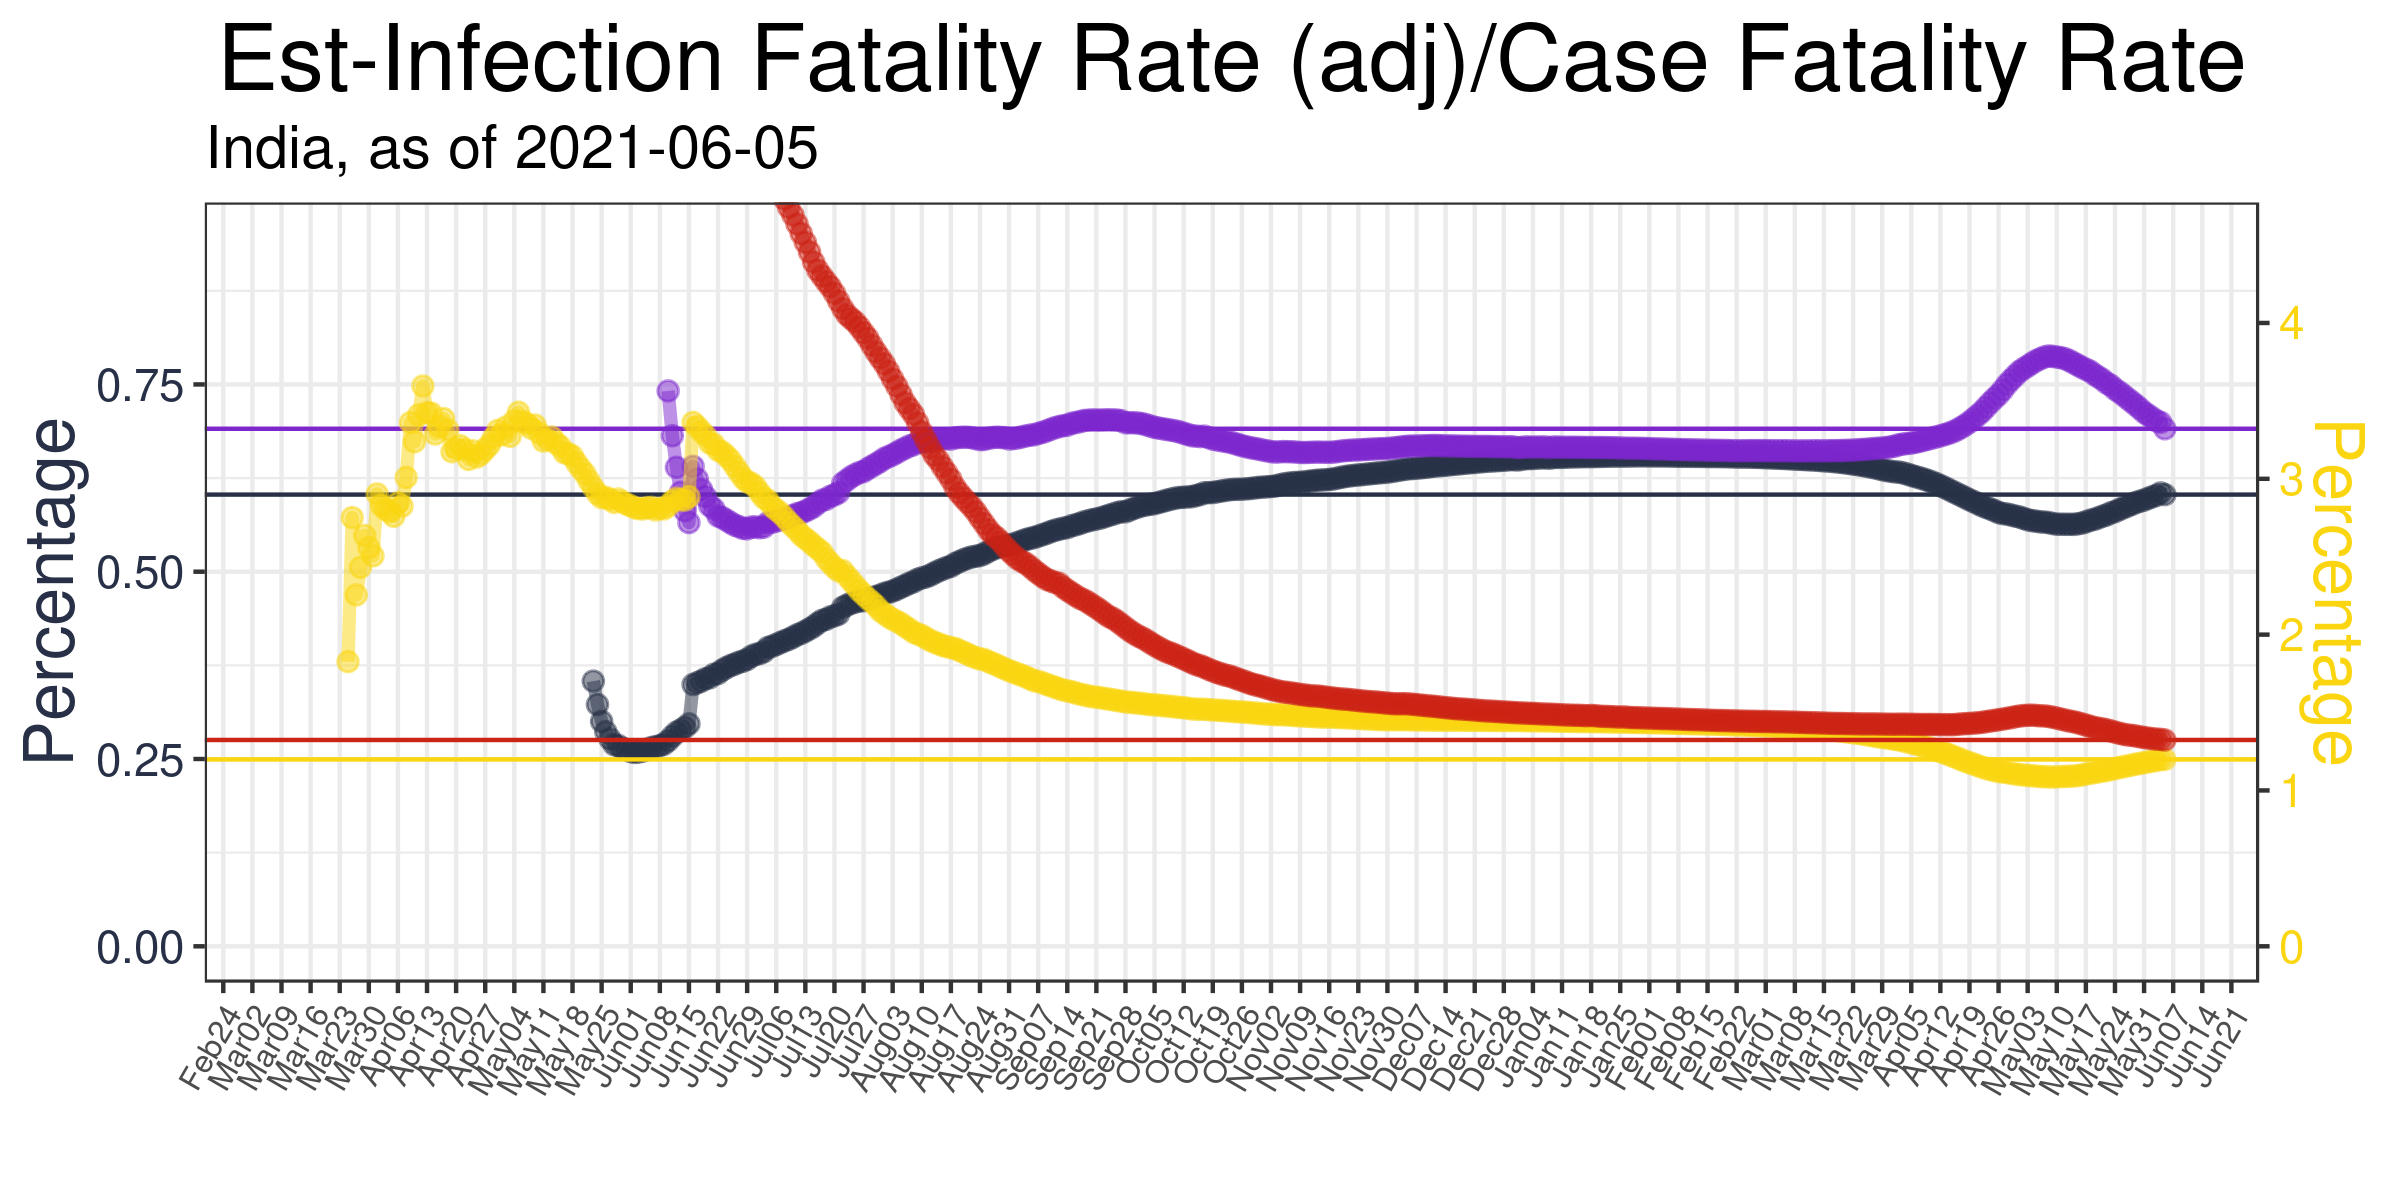 Est-Infection Fatality Rate (adj)/Case Fatality Rate
India, as of 2021-06-05
Percentage
0.75
0.50
0.25
0.00
4
3
2
1
0
Percentage
Feb24
Mar02
Mar09
Mar16
Mar23
Mar30
Apr06
Apr13
Apr20
Apr27
May04
May11
May18
May25
Jun01
Jun08
Jun15
Jun22
Jun29
Jul06
Jul13
Jul20
Jul27
Aug03
Aug10
Aug17
Aug24
Aug31
Sep07
Sep14
Sep21
Sep28
Oct05
Oct12
Oct19
Oct26
Nov02
Nov09
Nov16
Nov23
Nov30
Dec07
Dec14
Dec21
Dec28
Jan04
Jan11
Jan18
Jan25
Feb01
Feb08
Feb15
Feb22
Mar01
Mar08
Mar15
Mar22
Mar29
Apr05
Apr12
Apr19
Apr26
May03
May10
May17
May24
May31
Jun07
Jun14
Jun21